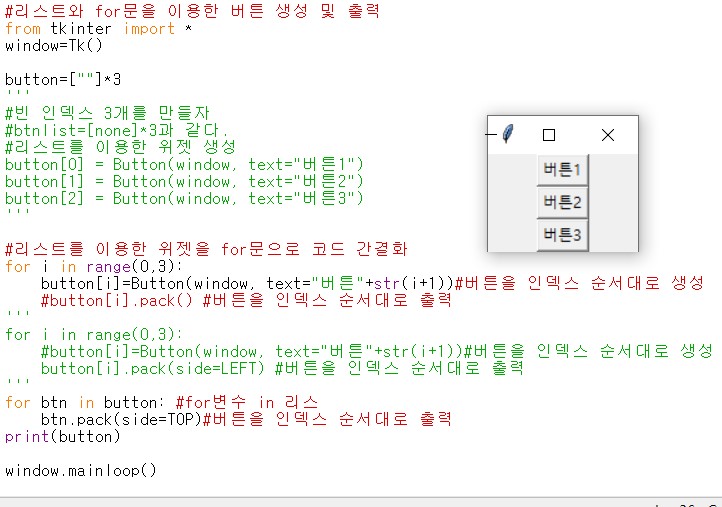 #리스트와 for문을 이용한 버튼 생성 및 출력
from tkinter import *
window=Tk()
button=[""]*3
'''
#빈 인덱스 3개를 만들자
#btnlist=[none]*3과 같다.
#리스트를 이용한 위젯 생성
button[0] = Button(window, text="버튼1")
button[1] = Button(window, text="버튼2")
button[2] = Button(window, text="버튼3")
'''
#리스트를 이용한 위젯을 for문으로 코드 간결화
for i in range(0,3):
    button[i]=Button(window, text="버튼"+str(i+1))#버튼을 인덱스 순서대로 생성
    #button[i].pack() #버튼을 인덱스 순서대로 출력
'''
for i in range(0,3):
    #button[i]=Button(window, text="버튼"+str(i+1))#버튼을 인덱스 순서대로 생성
    button[i].pack(side=LEFT) #버튼을 인덱스 순서대로 출력
'''
for btn in button: #for변수 in 리스
    btn.pack(side=TOP)#버튼을 인덱스 순서대로 출력
print(button)
window.mainloop()
버튼1
버튼2
버튼3